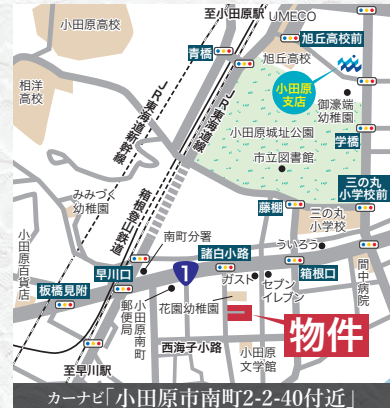 至小田原駅
UMECO
小田原高校
旭丘高校前
青橋
旭丘高校
小田原
支店
相洋
高校
御濠端
幼稚園
JR東海道新幹線
JR東海道線
小田原城址公園
学橋
市立図書館
箱根登山鉄道
三の丸
小学校前
みみづく
幼稚園
藤棚
三の丸
小学校
小田原百貨店
南町分署
ういろう
諸白小路
早川口
1
箱根口
間中病院
板橋見附
ガスト
セブン
イレブン
小田原南町
郵便局
花園幼稚園
物件
西海子小路
小田原
文学館
至早川駅
カーナビ「小田原市南町2-2-40付近」